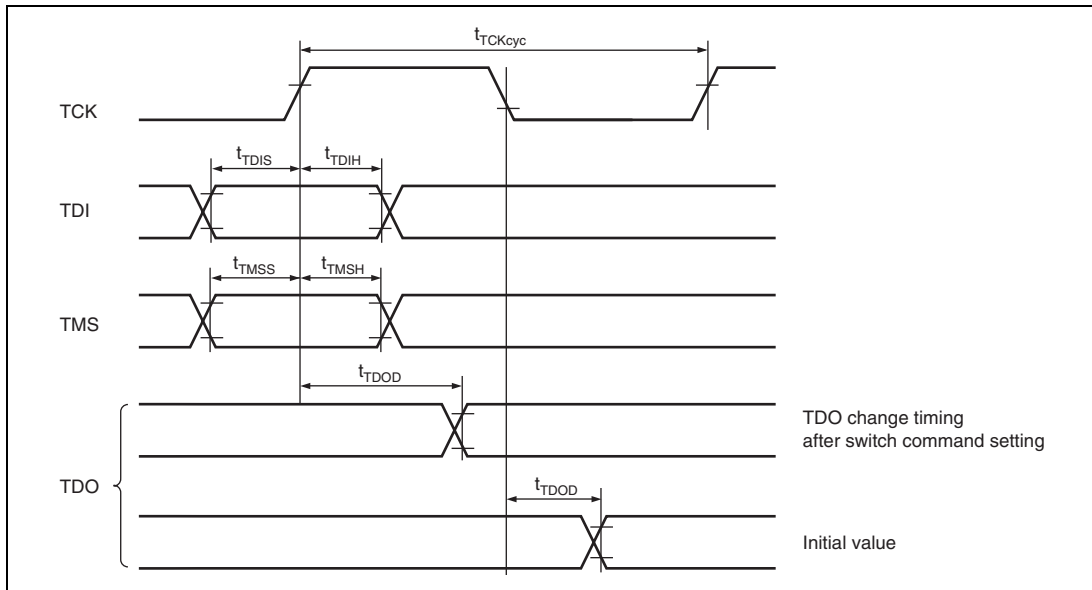 tTCKcyc
TCK
tTDIS
tTDIH
TDI
tTMSS
tTMSH
TMS
tTDOD
TDO change timing
after switch command setting
TDO
tTDOD
Initial value